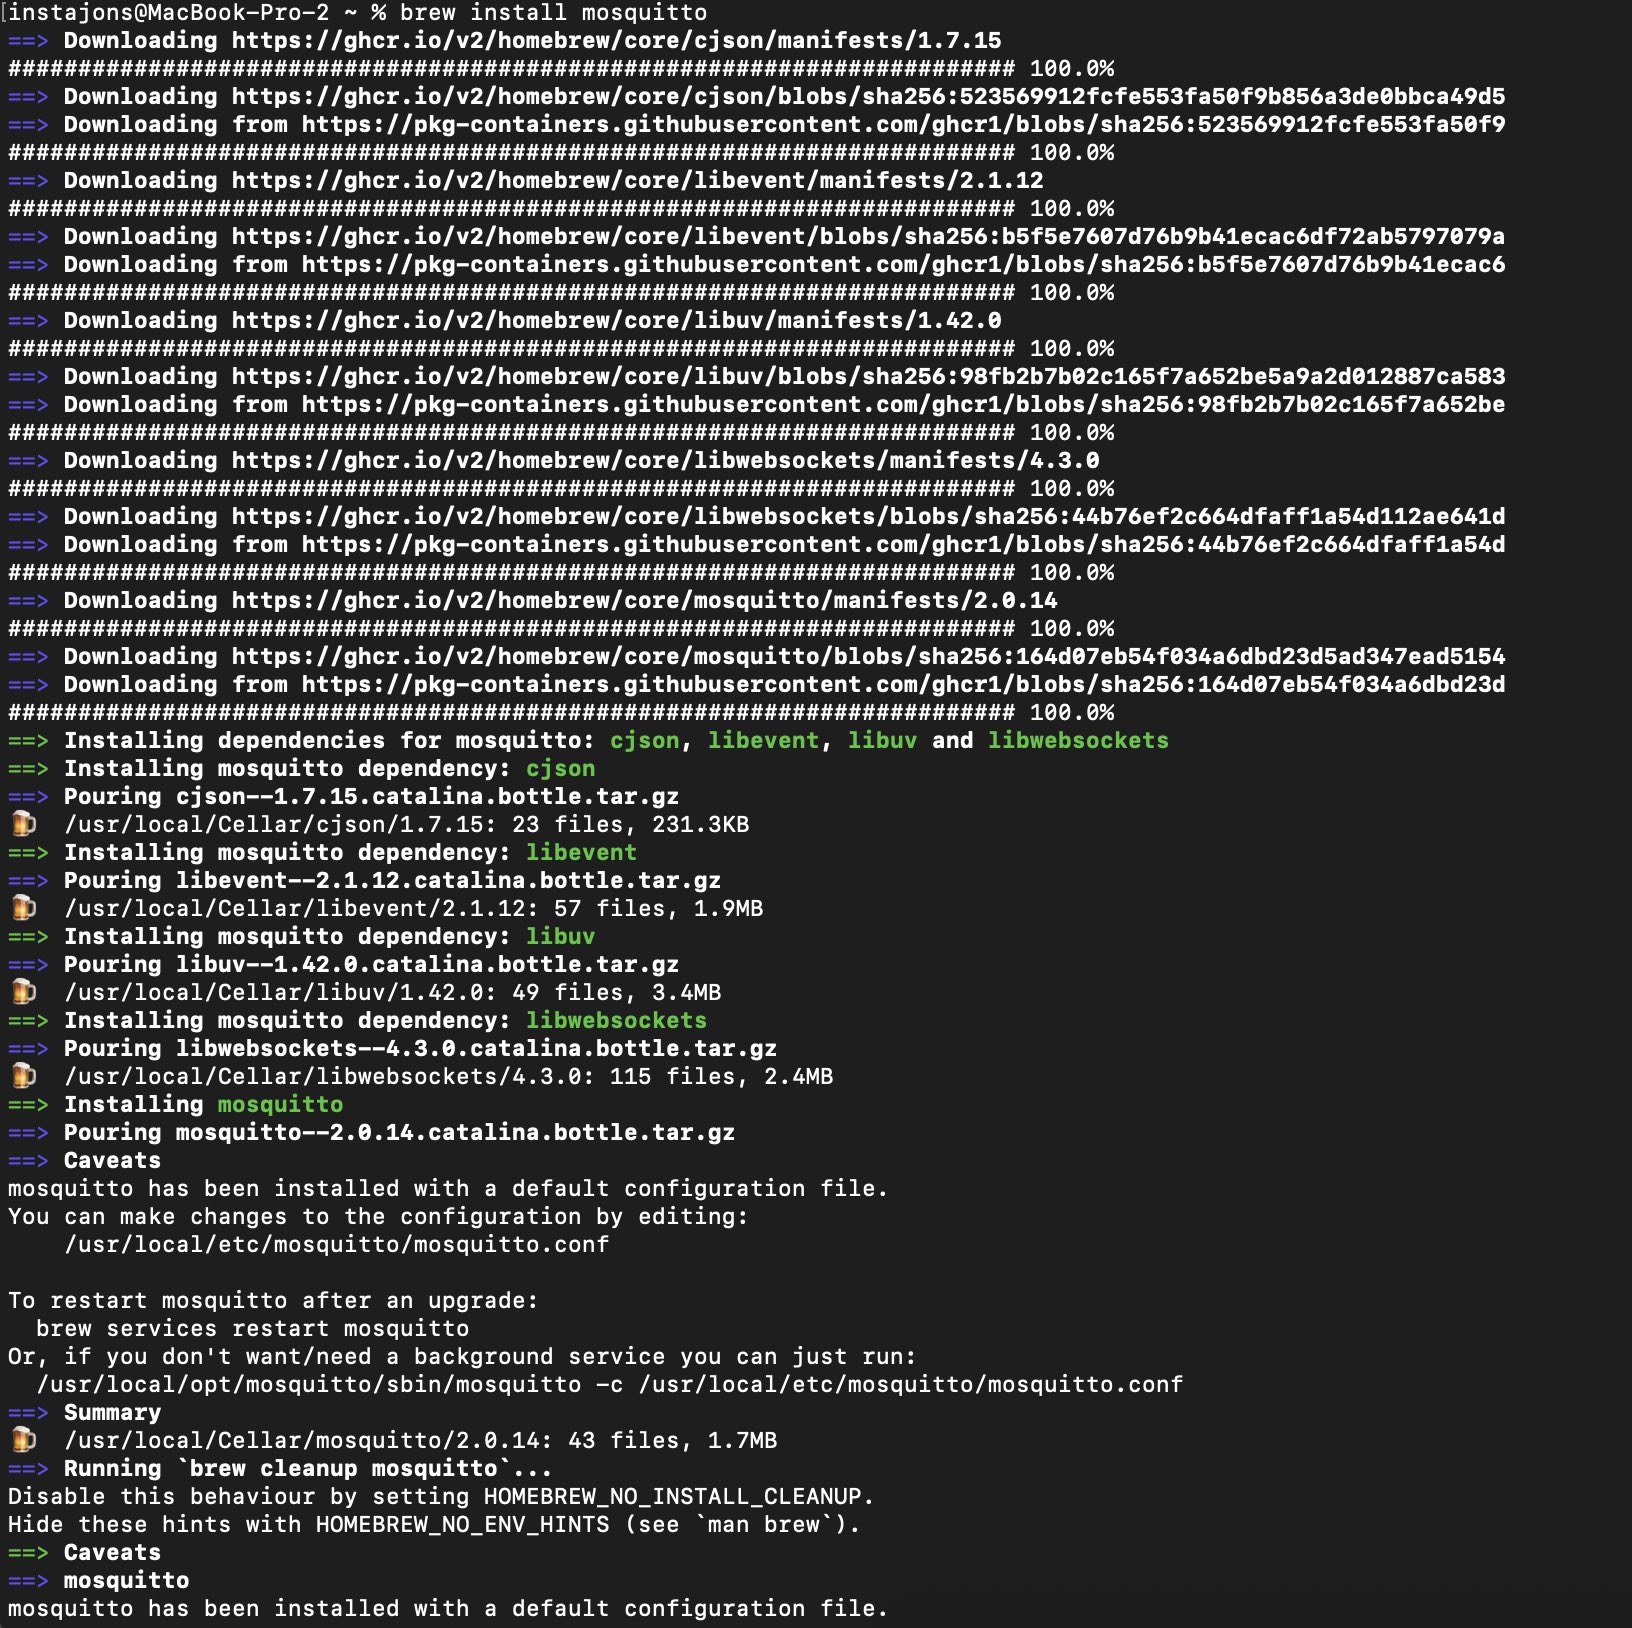 [instajons@MacBook-Pro-2 ~ % brew install mosquitto
==> Downloading https://ghcr.io/v2/homebrew/core/cjson/manifests/1.7.15
######################################################################## 100.0%
==> Downloading https://ghcr.io/v2/homebrew/core/cjson/blobs/sha256:523569912fcfe553fa50f9b856a3de0bbca49d5
==> Downloading from https://pkg-containers.githubusercontent.com/ghcr1/blobs/sha256:523569912fcfe553fa50f9
######################################################################## 100.0%
==> Downloading https://ghcr.io/v2/homebrew/core/libevent/manifests/2.1.12
######################################################################## 100.0%
==> Downloading https://ghcr.io/v2/homebrew/core/libevent/blobs/sha256:b5f5e7607d76b9b41ecac6df72ab5797079a
==> Downloading from https://pkg-containers.githubusercontent.com/ghcr1/blobs/sha256:b5f5e7607d76b9b41ecac6
######################################################################## 100.0%
==> Downloading https://ghcr.io/v2/homebrew/core/libuv/manifests/1.42.0
######################################################################## 100.0%
==> Downloading https://ghcr.io/v2/homebrew/core/libuv/blobs/sha256:98fb2b7b02c165f7a652be5a9a2d012887ca583
==> Downloading from https://pkg-containers.githubusercontent.com/ghcr1/blobs/sha256:98fb2b7b02c165f7a652be
######################################################################## 100.0%
==> Downloading https://ghcr.io/v2/homebrew/core/libwebsockets/manifests/4.3.0
######################################################################## 100.0%
==> Downloading https://ghcr.io/v2/homebrew/core/libwebsockets/blobs/sha256:44b76ef2c664dfaff1a54d112ae641d
==> Downloading from https://pkg-containers.githubusercontent.com/ghcr1/blobs/sha256:44b76ef2c664dfaff1a54d
######################################################################## 100.0%
==> Downloading https://ghcr.io/v2/homebrew/core/mosquitto/manifests/2.0.14
######################################################################## 100.0%
==> Downloading https://ghcr.io/v2/homebrew/core/mosquitto/blobs/sha256:164d07eb54f034a6dbd23d5ad347ead5154
==> Downloading from https://pkg-containers.githubusercontent.com/ghcr1/blobs/sha256:164d07eb54f034a6dbd23d
######################################################################## 100.0%
==> Installing dependencies for mosquitto: cjson, libevent, libuv and libwebsockets
==> Installing mosquitto dependency: cjson
==> Pouring cjson--1.7.15.catalina.bottle.tar.gz
🍺  /usr/local/Cellar/cjson/1.7.15: 23 files, 231.3KB
==> Installing mosquitto dependency: libevent
==> Pouring libevent--2.1.12.catalina.bottle.tar.gz
🍺  /usr/local/Cellar/libevent/2.1.12: 57 files, 1.9MB
==> Installing mosquitto dependency: libuv
==> Pouring libuv--1.42.0.catalina.bottle.tar.gz
🍺  /usr/local/Cellar/libuv/1.42.0: 49 files, 3.4MB
==> Installing mosquitto dependency: libwebsockets
==> Pouring libwebsockets--4.3.0.catalina.bottle.tar.gz
🍺  /usr/local/Cellar/libwebsockets/4.3.0: 115 files, 2.4MB
==> Installing mosquitto
==> Pouring mosquitto--2.0.14.catalina.bottle.tar.gz
==> Caveats
mosquitto has been installed with a default configuration file.
You can make changes to the configuration by editing:
    /usr/local/etc/mosquitto/mosquitto.conf

To restart mosquitto after an upgrade:
  brew services restart mosquitto
Or, if you don't want/need a background service you can just run:
  /usr/local/opt/mosquitto/sbin/mosquitto -c /usr/local/etc/mosquitto/mosquitto.conf
==> Summary
🍺  /usr/local/Cellar/mosquitto/2.0.14: 43 files, 1.7MB
==> Running `brew cleanup mosquitto`...
Disable this behaviour by setting HOMEBREW_NO_INSTALL_CLEANUP.
Hide these hints with HOMEBREW_NO_ENV_HINTS (see `man brew`).
==> Caveats
==> mosquitto
mosquitto has been installed with a default configuration file.